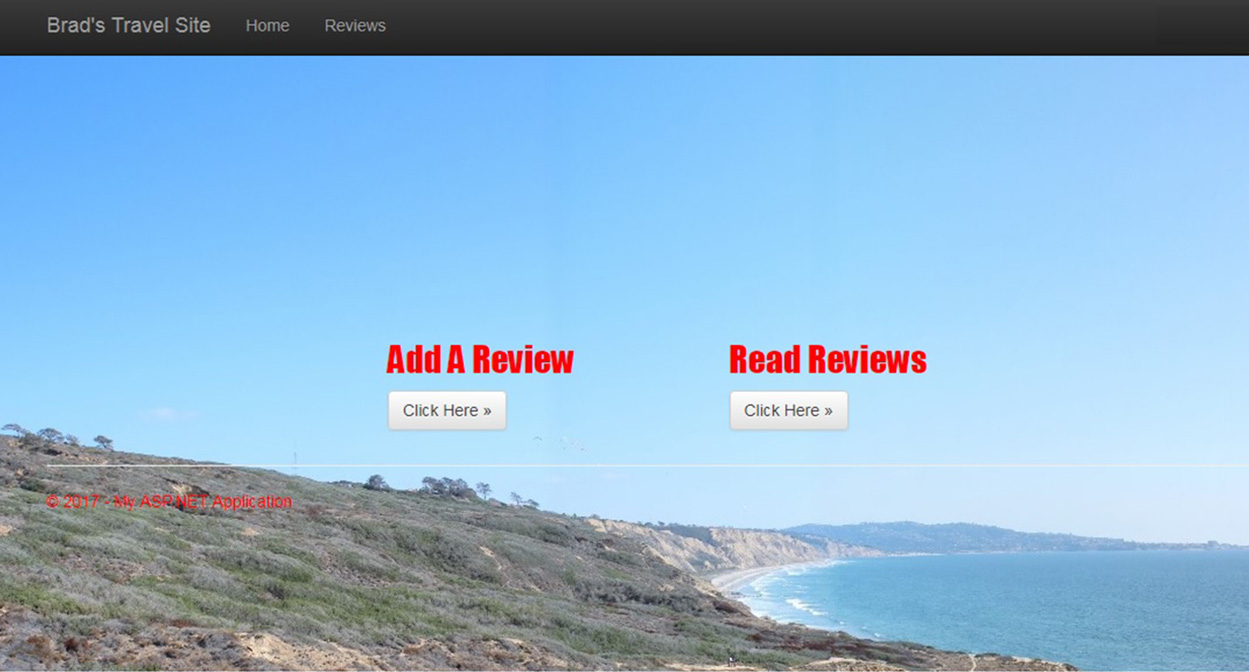 Brad's Travel Site Home Reviews
Add A Review Read Reviews
Click Here » Click Here »
© 2017 - My ASP.NET Application